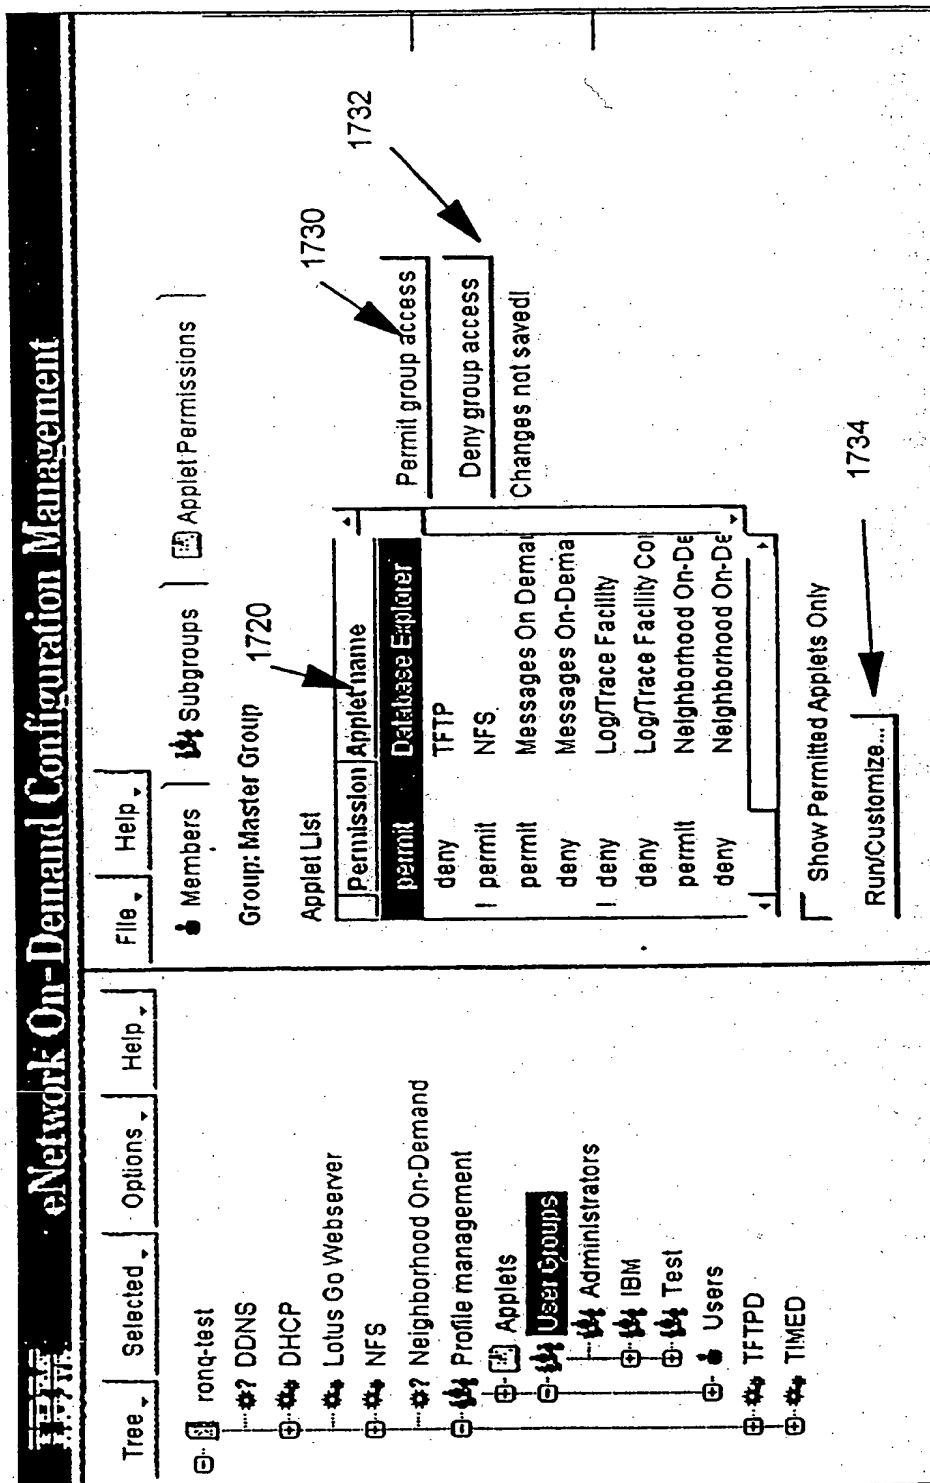 IBM eNetwork On-Demand Configuration Management
Tree Selected Options Help
ronq-test
? DDNS
DHCP
Lotus Go Webserver
NFS
? Neighborhood On-Demand
Profile management
Applets
User Groups
Administrators
IBM
Test
Users
TFTPD
TIMED
File Help
Members Subgroups Applet Permissions
Group: Master Group
1720
Applet List
Permission Applet name
permit Database Explorer
deny TFTP
! permit NFS
permit Messages On Demai
deny Messages On-Dema
! deny Log/Trace Facility
deny Log/Trace Facility Coi
permit Neighborhood On-De
deny Neighborhood On-De
Permit group access
1730
Deny group access
1732
Changes not saved!
Show Permitted Applets Only
Run/Customize...
1734